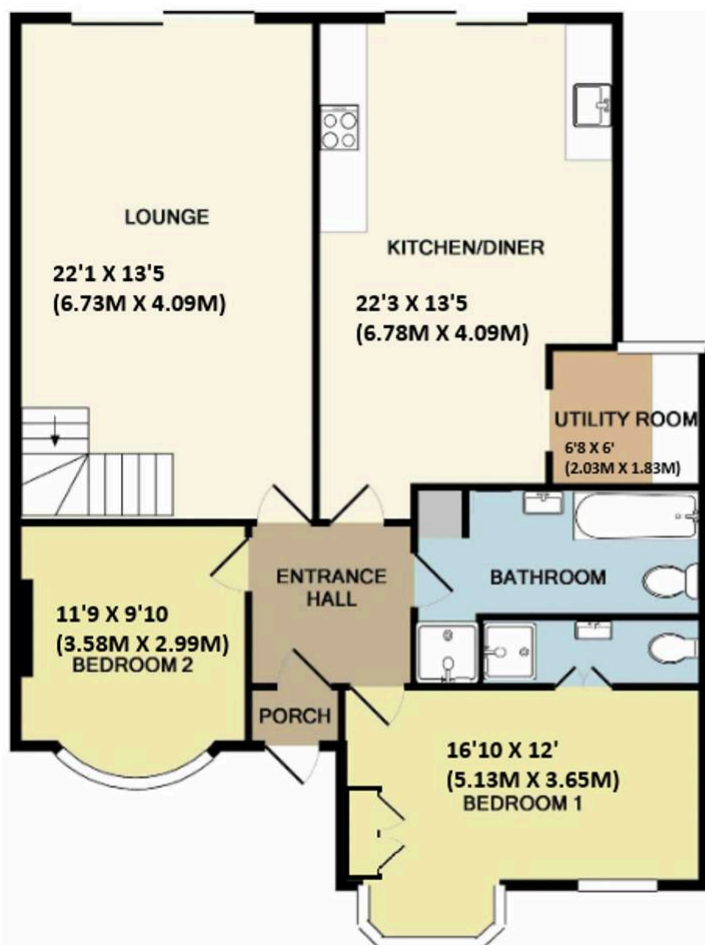 LOUNGE
22'1 X 13'5
(6.73M X 4.09M)
KITCHEN/DINER
22'3 X 13'5
(6.78M X 4.09M)
UTILITY ROOM
6'8 X 6'
(2.03M X 1.83M)
ENTRANCE
HALL
BATHROOM
11'9 X 9'10
(3.58M X 2.99M)
BEDROOM 2
PORCH
16'10 X 12'
(5.13M X 3.65M)
BEDROOM 1